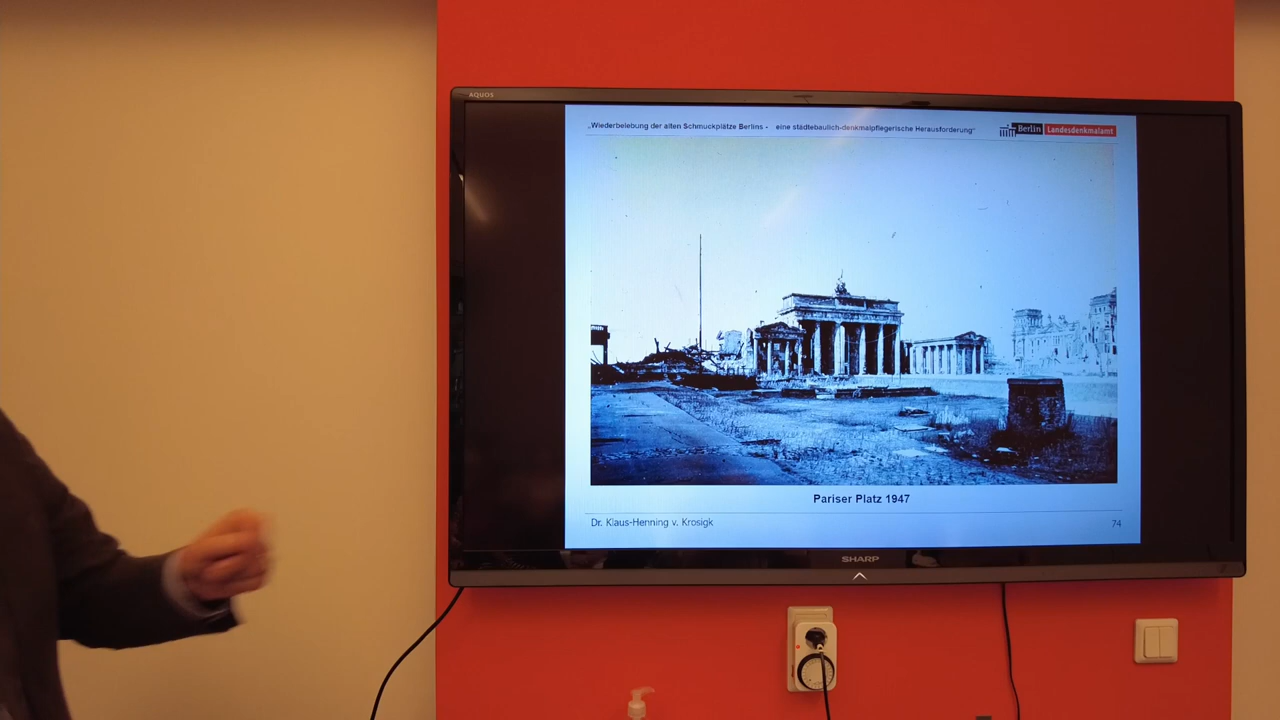 AQUOS
„Wiederbelebung der alten Schmuckplätze Berlins - eine städtebaulich-denkmalpflegerische Herausforderung"
Berlin Landesdenkmalamt
Pariser Platz 1947
Dr. Klaus-Henning v. Krosigk
74
SHARP